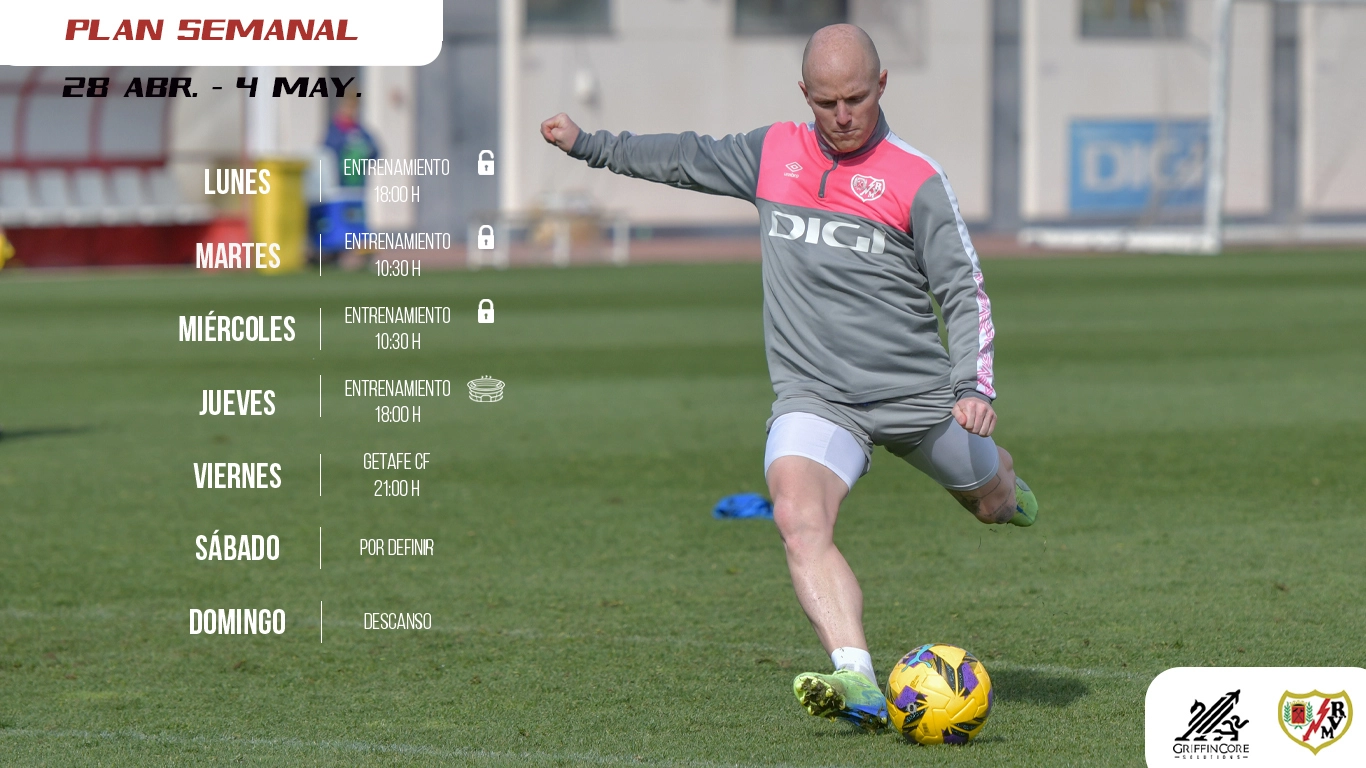 PLAN SEMANAL
28 ABR. - 4 MAY.
LUNES
ENTRENAMIENTO
18:00 H
MARTES
ENTRENAMIENTO
10:30 H
MIÉRCOLES
ENTRENAMIENTO
10:30 H
JUEVES
ENTRENAMIENTO
18:00 H
VIERNES
GETAFE CF
21:00 H
SÁBADO
POR DEFINIR
DOMINGO
DESCANSO
umbro
DIGI
DIGI
GRIFFINCORE
SOLUTIONS
RVM